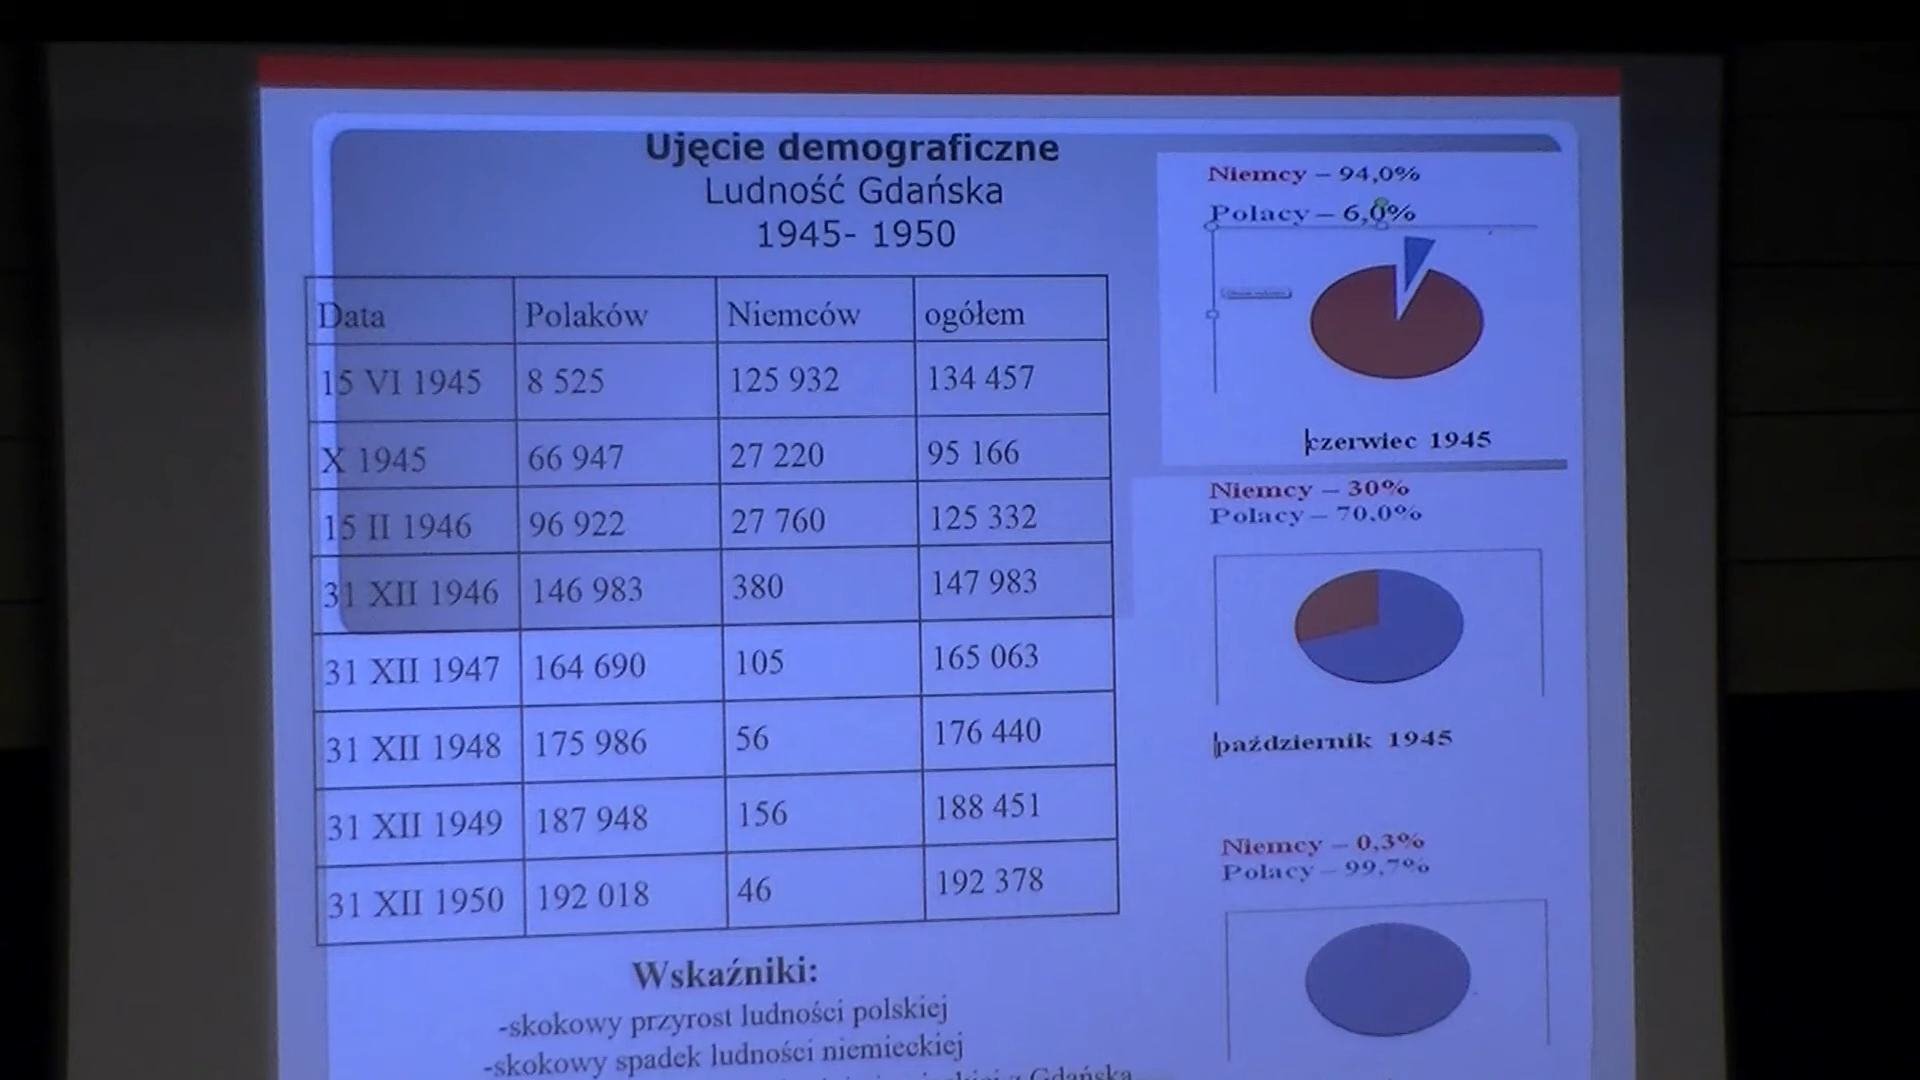 Ujęcie demograficzne
Ludność Gdańska
1945- 1950
Data Polaków Niemców ogółem
15 VI 1945 8 525 125 932 134 457
X 1945 66 947 27 220 95 166
15 II 1946 96 922 27 760 125 332
31 XII 1946 146 983 380 147 983
31 XII 1947 164 690 105 165 063
31 XII 1948 175 986 56 176 440
31 XII 1949 187 948 156 188 451
31 XII 1950 192 018 46 192 378
Wskaźniki:
-skokowy przyrost ludności polskiej
-skokowy spadek ludności niemieckiej
z Gdańska
Niemcy – 94,0%
Polacy – 6,0%
czerwiec 1945
Niemcy – 30%
Polacy – 70,0%
październik 1945
Niemcy – 0,3%
Polacy – 99,7%